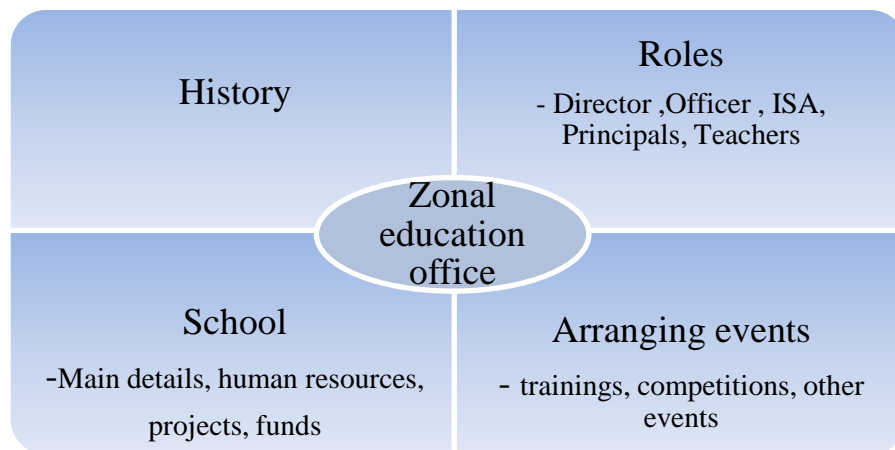 History
Roles
- Director ,Officer , ISA,
Principals, Teachers
Zonal
education
office
School
-Main details, human resources,
projects, funds
Arranging events
- trainings, competitions, other
events